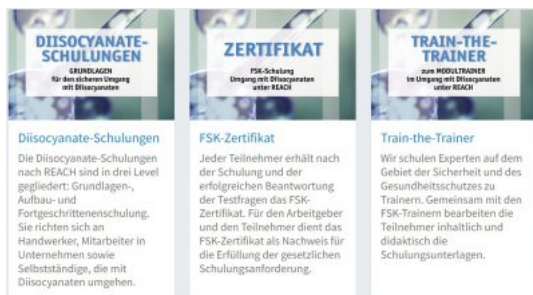 DIISOCYANATE-
SCHULUNGEN
GRUNDLAGEN
für den sicheren Umgang
mit Diisocyanaten
Diisocyanate-Schulungen
Die Diisocyanate-Schulungen
nach REACH sind in drei Level
gegliedert: Grundlagen-,
Aufbau- und
Fortgeschrittenenschulung.
Sie richten sich an
Handwerker, Mitarbeiter in
Unternehmen sowie
Selbstständige, die mit
Diisocyanaten umgehen.
ZERTIFIKAT
FSK-Schulung
Umgang mit Diisocyanaten
unter REACH
FSK-Zertifikat
Jeder Teilnehmer erhält nach
der Schulung und der
erfolgreichen Beantwortung
der Testfragen das FSK-
Zertifikat. Für den Arbeitgeber
und den Teilnehmer dient das
FSK-Zertifikat als Nachweis für
die Erfüllung der gesetzlichen
Schulungsanforderung.
TRAIN-THE-
TRAINER
zum MODULTRAINER
im Umgang mit Diisocyanaten
unter REACH
Train-the-Trainer
Wir schulen Experten auf dem
Gebiet der Sicherheit und des
Gesundheitsschutzes zu
Trainern. Gemeinsam mit den
FSK-Trainern bearbeiten die
Teilnehmer inhaltlich und
didaktisch die
Schulungsunterlagen.